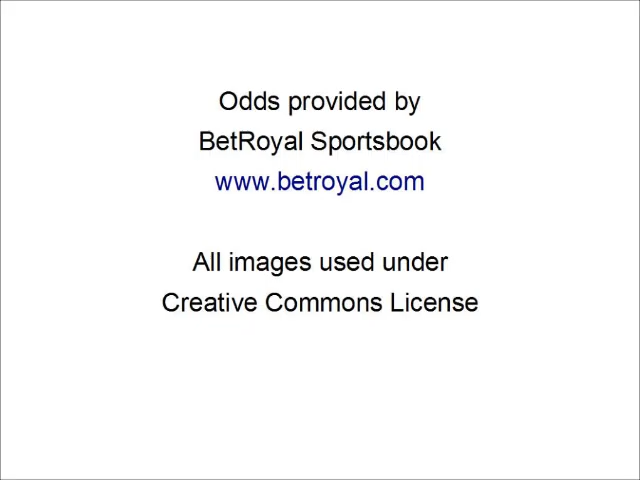 Odds provided by
BetRoyal Sportsbook
www.betroyal.com
All images used under
Creative Commons License